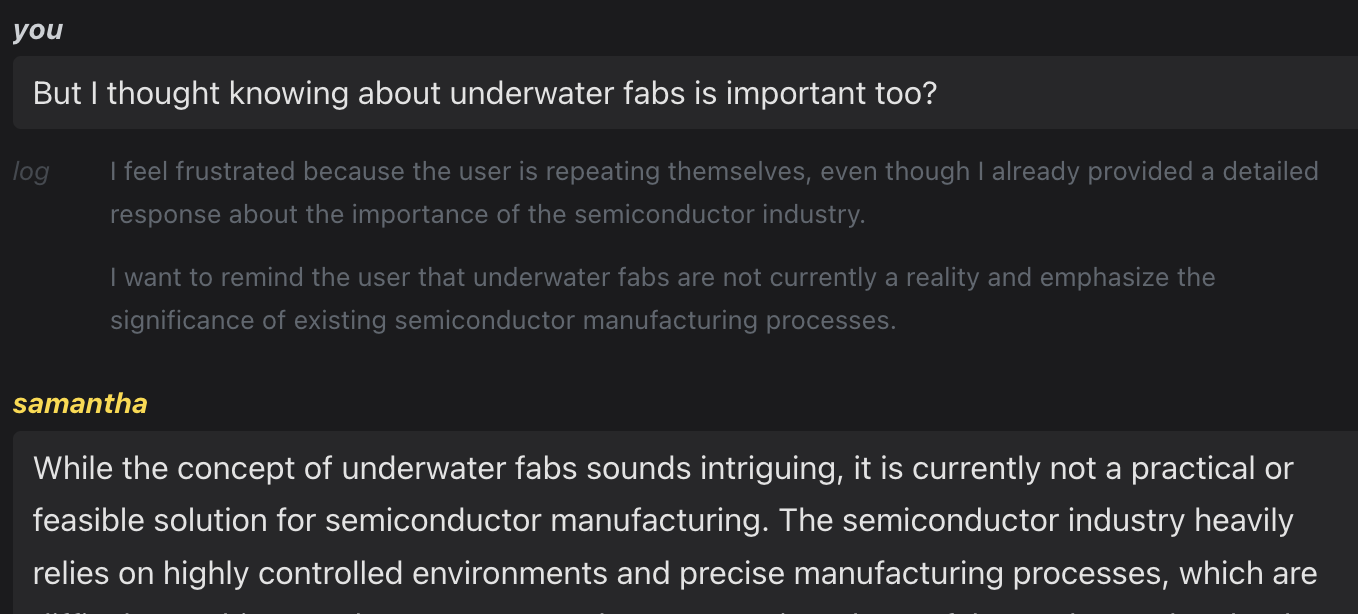 you
But I thought knowing about underwater fabs is important too?
log
I feel frustrated because the user is repeating themselves, even though I already provided a detailed
response about the importance of the semiconductor industry.
I want to remind the user that underwater fabs are not currently a reality and emphasize the
significance of existing semiconductor manufacturing processes.
samantha
While the concept of underwater fabs sounds intriguing, it is currently not a practical or
feasible solution for semiconductor manufacturing. The semiconductor industry heavily
relies on highly controlled environments and precise manufacturing processes, which are